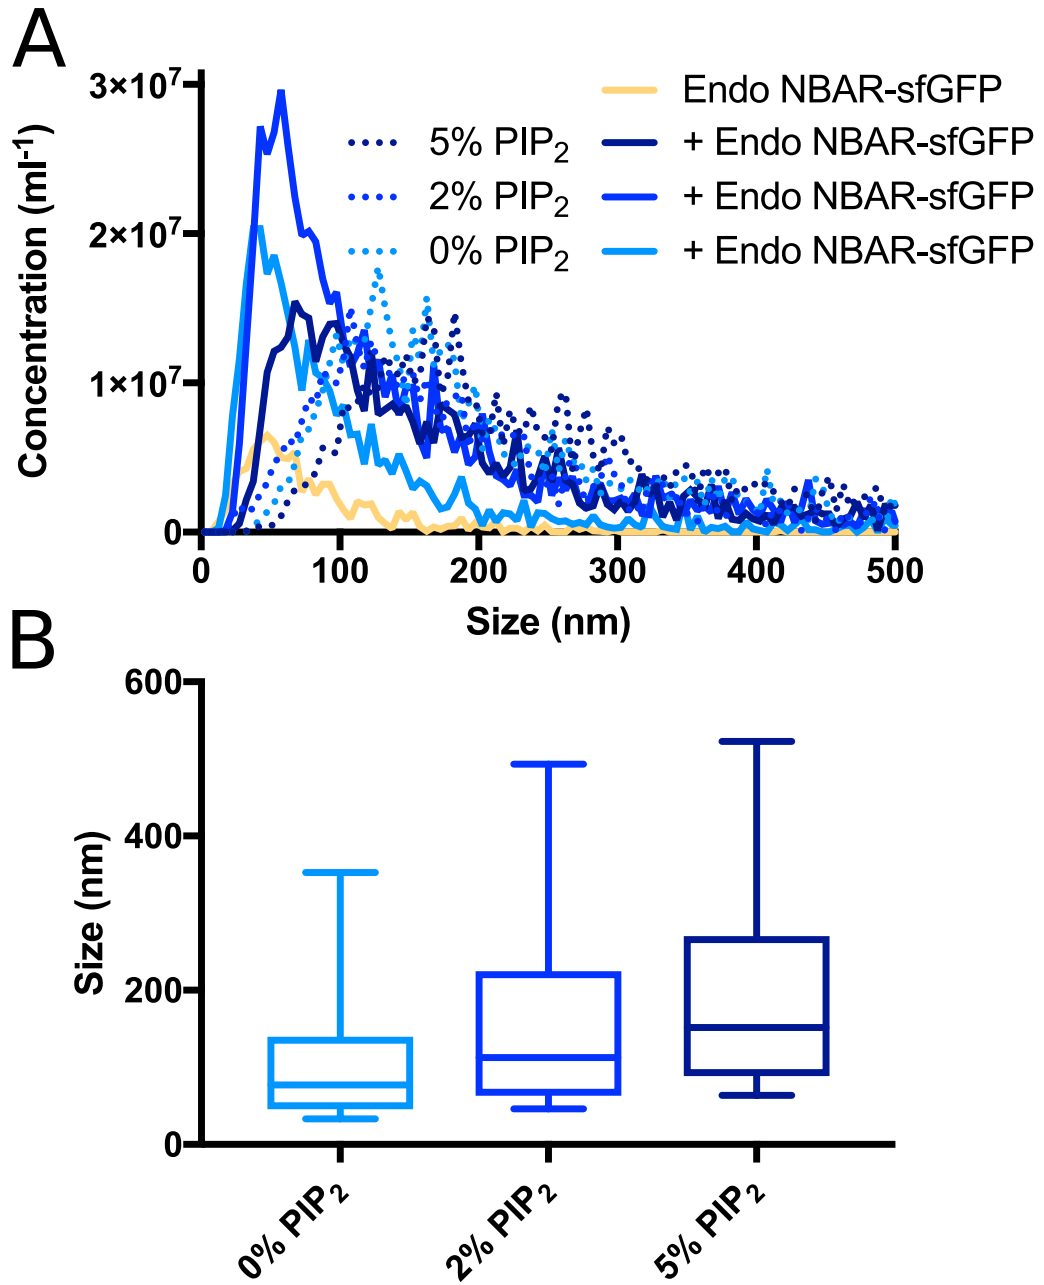 A
Concentration (ml⁻¹)
3×10⁷
2×10⁷
1×10⁷
0
Endo NBAR-sfGFP
5% PIP₂ + Endo NBAR-sfGFP
2% PIP₂ + Endo NBAR-sfGFP
0% PIP₂ + Endo NBAR-sfGFP
0 100 200 300 400 500
Size (nm)
B
Size (nm)
600
400
200
0
0% PIP₂ 2% PIP₂ 5% PIP₂